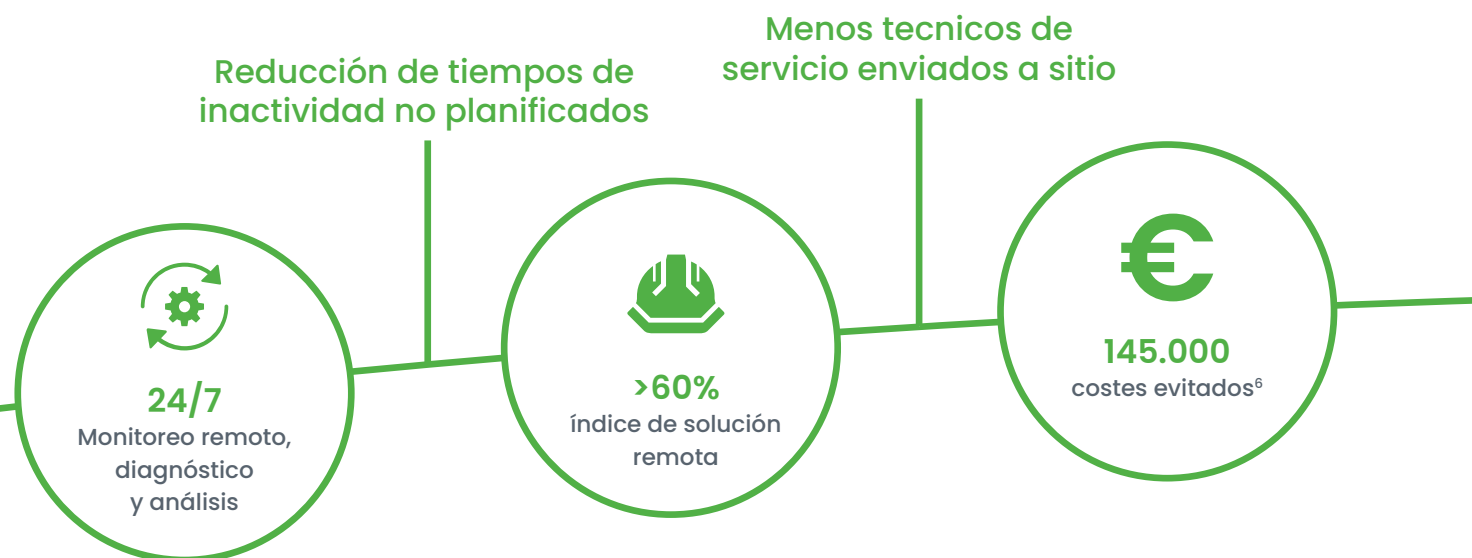 Menos tecnicos de
servicio enviados a sitio
Reducción de tiempos de
inactividad no planificados
24/7
Monitoreo remoto,
diagnóstico
y análisis
>60%
índice de solución
remota
€
145.000
costes evitados⁶